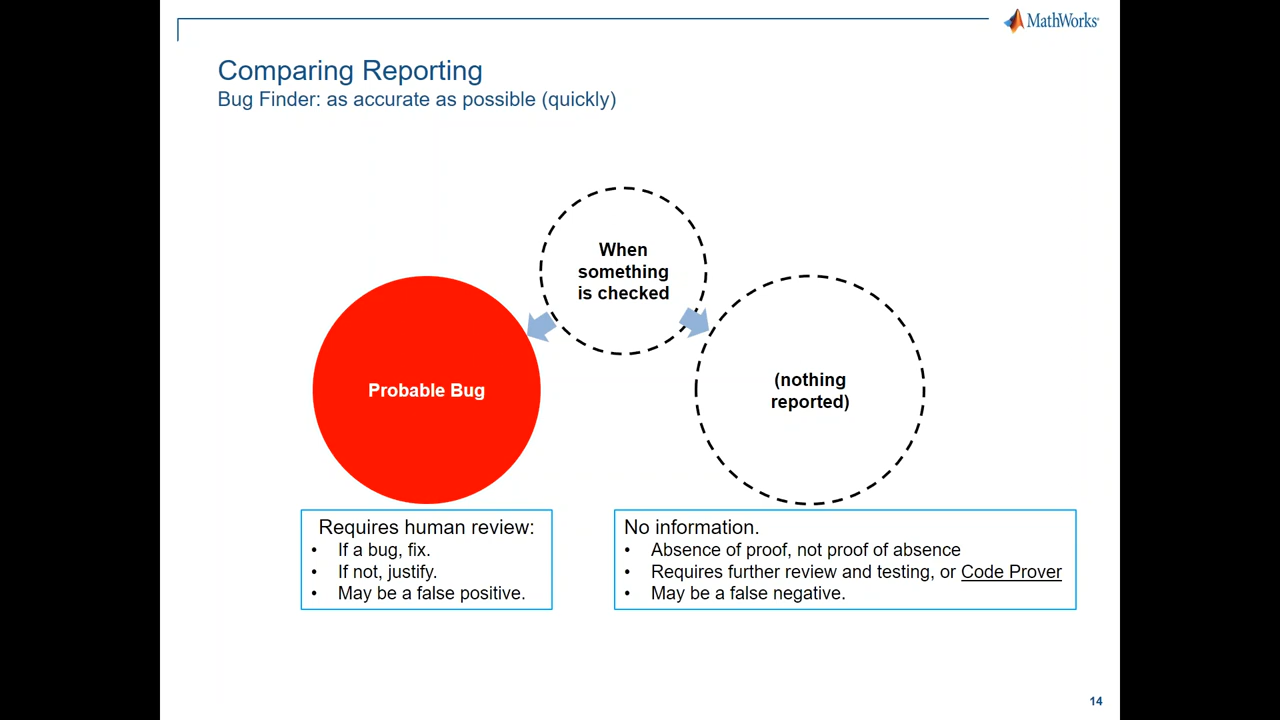 MathWorks®
Comparing Reporting
Bug Finder: as accurate as possible (quickly)
When
something
is checked
Probable Bug
(nothing
reported)
Requires human review:
• If a bug, fix.
• If not, justify.
• May be a false positive.
No information.
• Absence of proof, not proof of absence
• Requires further review and testing, or Code Prover
• May be a false negative.
14